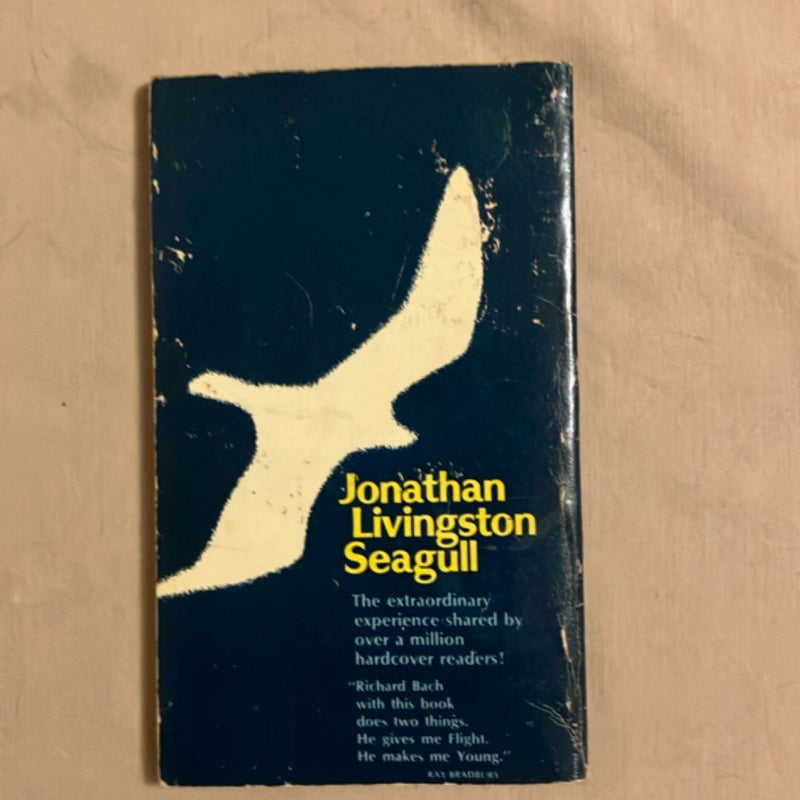 Jonathan
Livingston
Seagull
The extraordinary
experience shared by
over a million
hardcover readers!
"Richard Bach
with this book
does two things.
He gives me Flight.
He makes me Young."
RAY BRADBURY